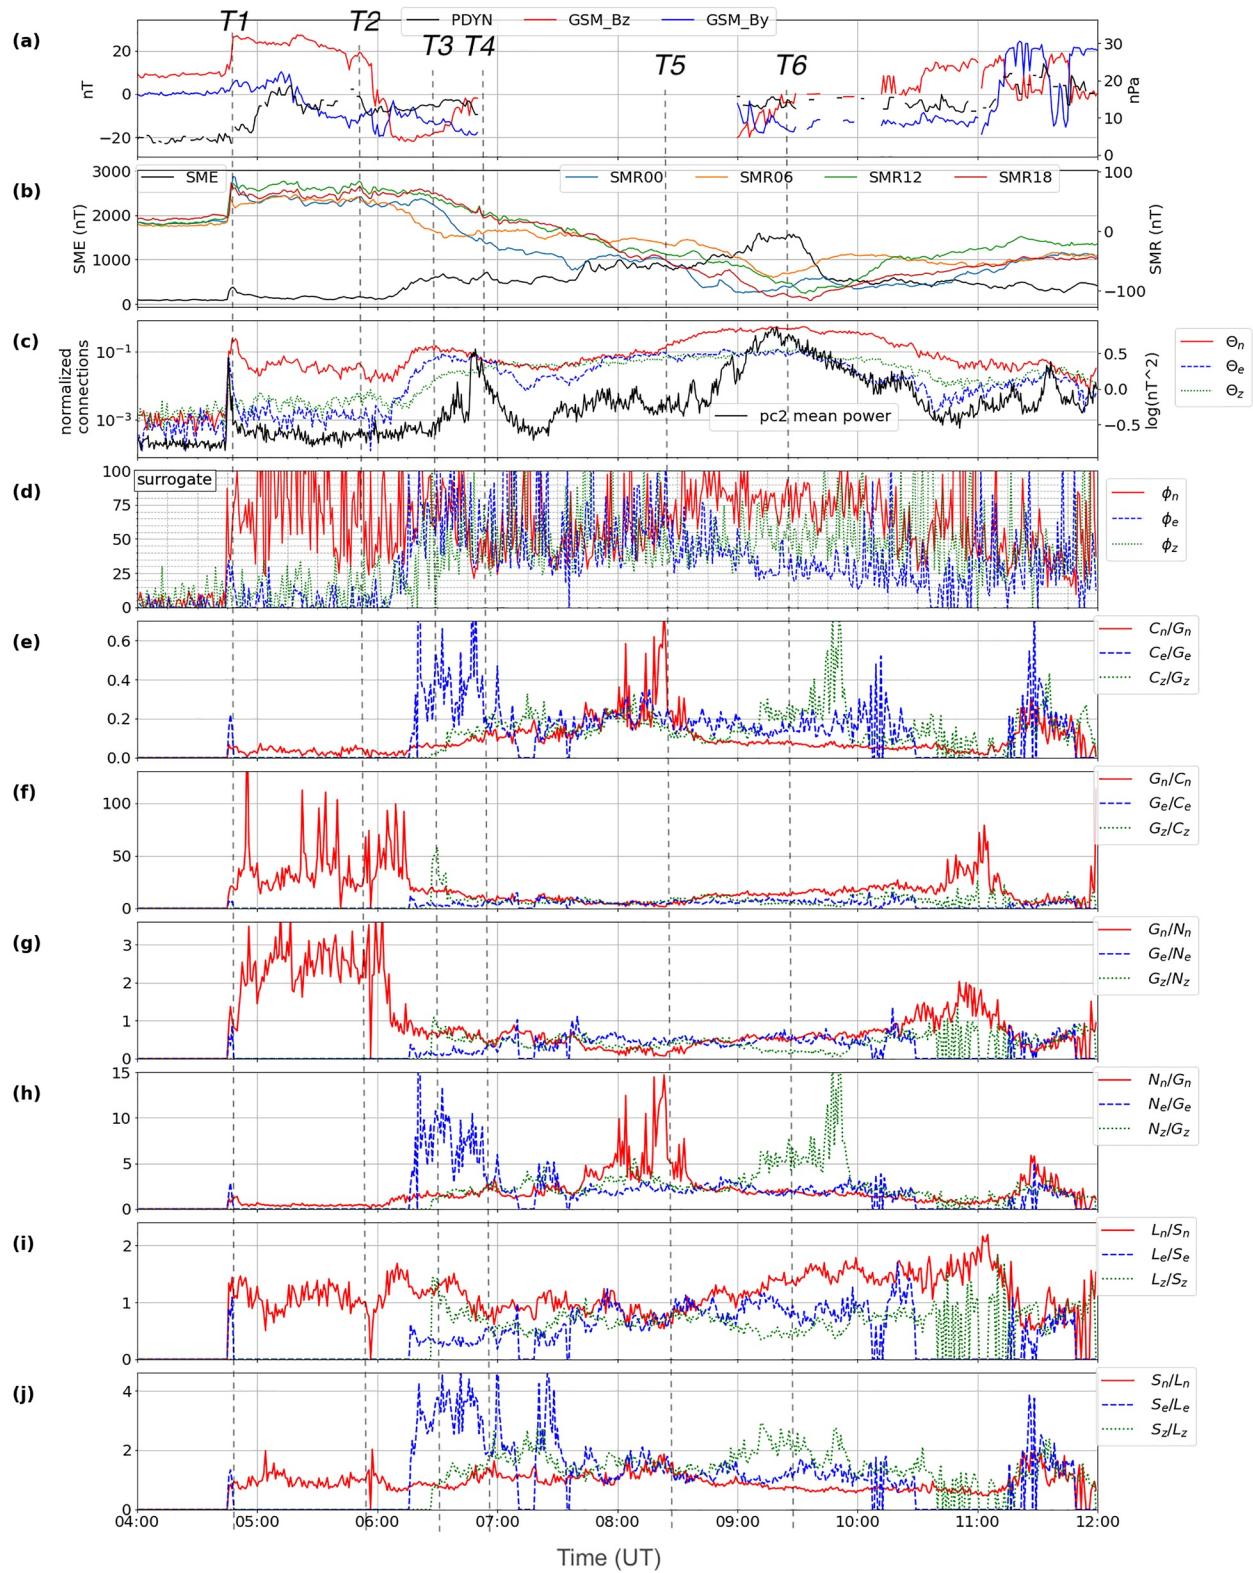 T1 T2 T3 T4 T5 T6
PDYN GSM_Bz GSM_By
(a)
20
0
−20
nT
30
20
10
0
nPa
(b)
SME
SMR00 SMR06 SMR12 SMR18
3000
2000
1000
0
SME (nT)
100
0
−100
SMR (nT)
(c)
10⁻¹
10⁻³
normalized
connections
0.5
0.0
−0.5
log(nT^2)
pc2 mean power
Θn
Θe
Θz
(d)
surrogate
100
75
50
25
0
ϕn
ϕe
ϕz
(e)
0.6
0.4
0.2
0.0
Cn/Gn
Ce/Ge
Cz/Gz
(f)
100
50
0
Gn/Cn
Ge/Ce
Gz/Cz
(g)
3
2
1
0
Gn/Nn
Ge/Ne
Gz/Nz
(h)
15
10
5
0
Nn/Gn
Ne/Ge
Nz/Gz
(i)
2
1
0
Ln/Sn
Le/Se
Lz/Sz
(j)
4
2
0
Sn/Ln
Se/Le
Sz/Lz
04:00 05:00 06:00 07:00 08:00 09:00 10:00 11:00 12:00
Time (UT)